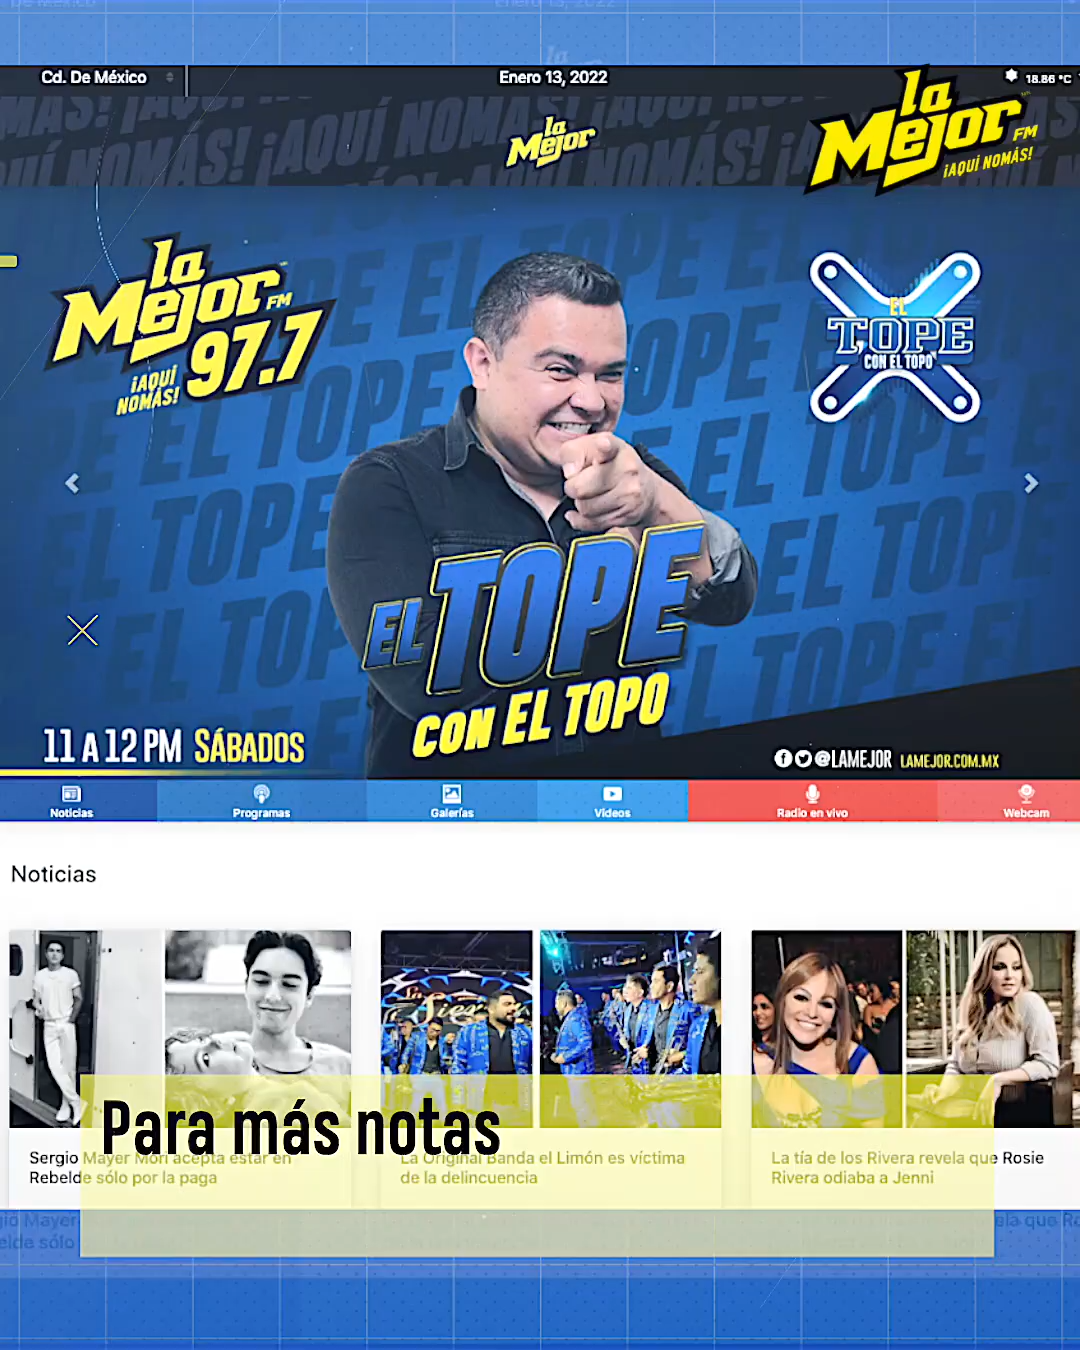 Cd. De México
Enero 13, 2022
18.86 °C
la Mejor
la Mejor FM
¡AQUÍ NOMÁS!
la Mejor FM
97.7
¡AQUÍ NOMÁS!
EL TOPE
CON EL TOPO
EL TOPE
CON EL TOPO
11 A 12 PM SÁBADOS
@LAMEJOR LAMEJOR.COM.MX
Noticias
Programas
Galerías
Videos
Radio en vivo
Webcam
Noticias
Para más notas
Sergio Mayer Mori acepta estar en
Rebelde sólo por la paga
La Original Banda el Limón es víctima
de la delincuencia
La tía de los Rivera revela que Rosie
Rivera odiaba a Jenni